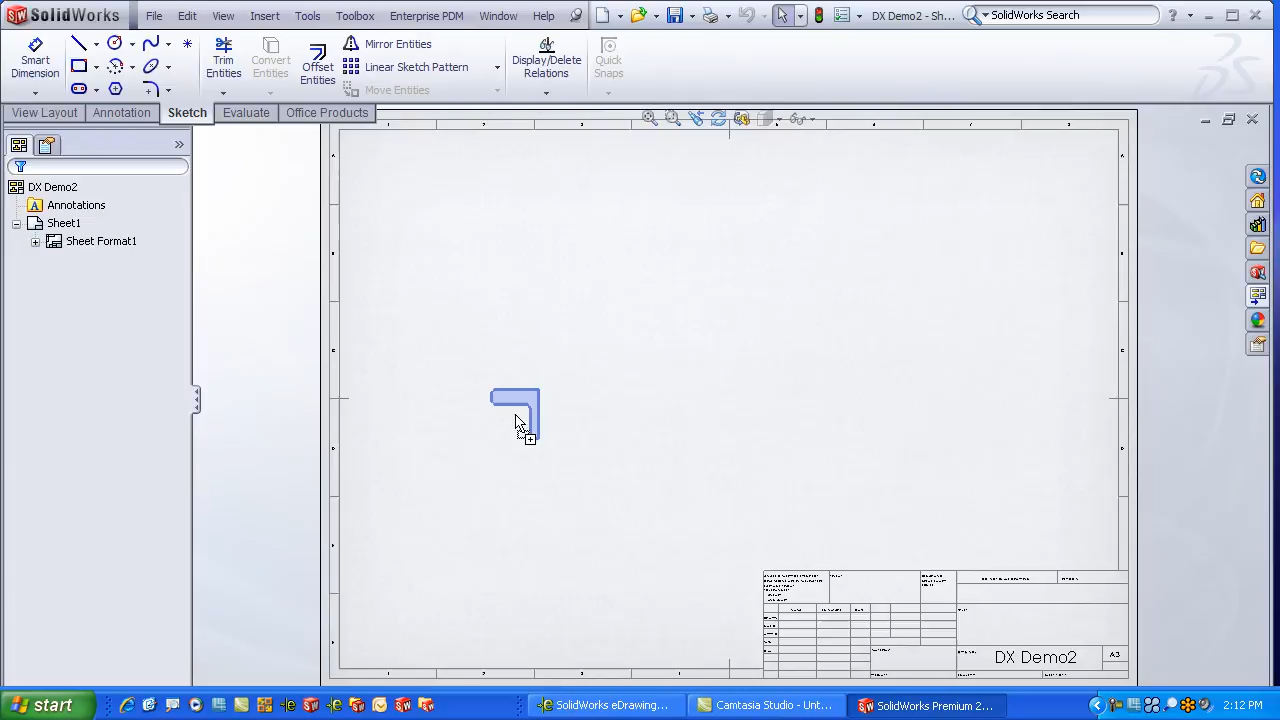 SolidWorks
File Edit View Insert Tools Toolbox Enterprise PDM Window Help
DX Demo2 - Sh...
SolidWorks Search
Smart Dimension
Trim Entities
Convert Entities
Offset Entities
Mirror Entities
Linear Sketch Pattern
Move Entities
Display/Delete Relations
Quick Snaps
View Layout Annotation Sketch Evaluate Office Products
DX Demo2
Annotations
Sheet1
Sheet Format1
DX Demo2
A3
start
SolidWorks eDrawing...
Camtasia Studio - Unt...
SolidWorks Premium 2...
2:12 PM